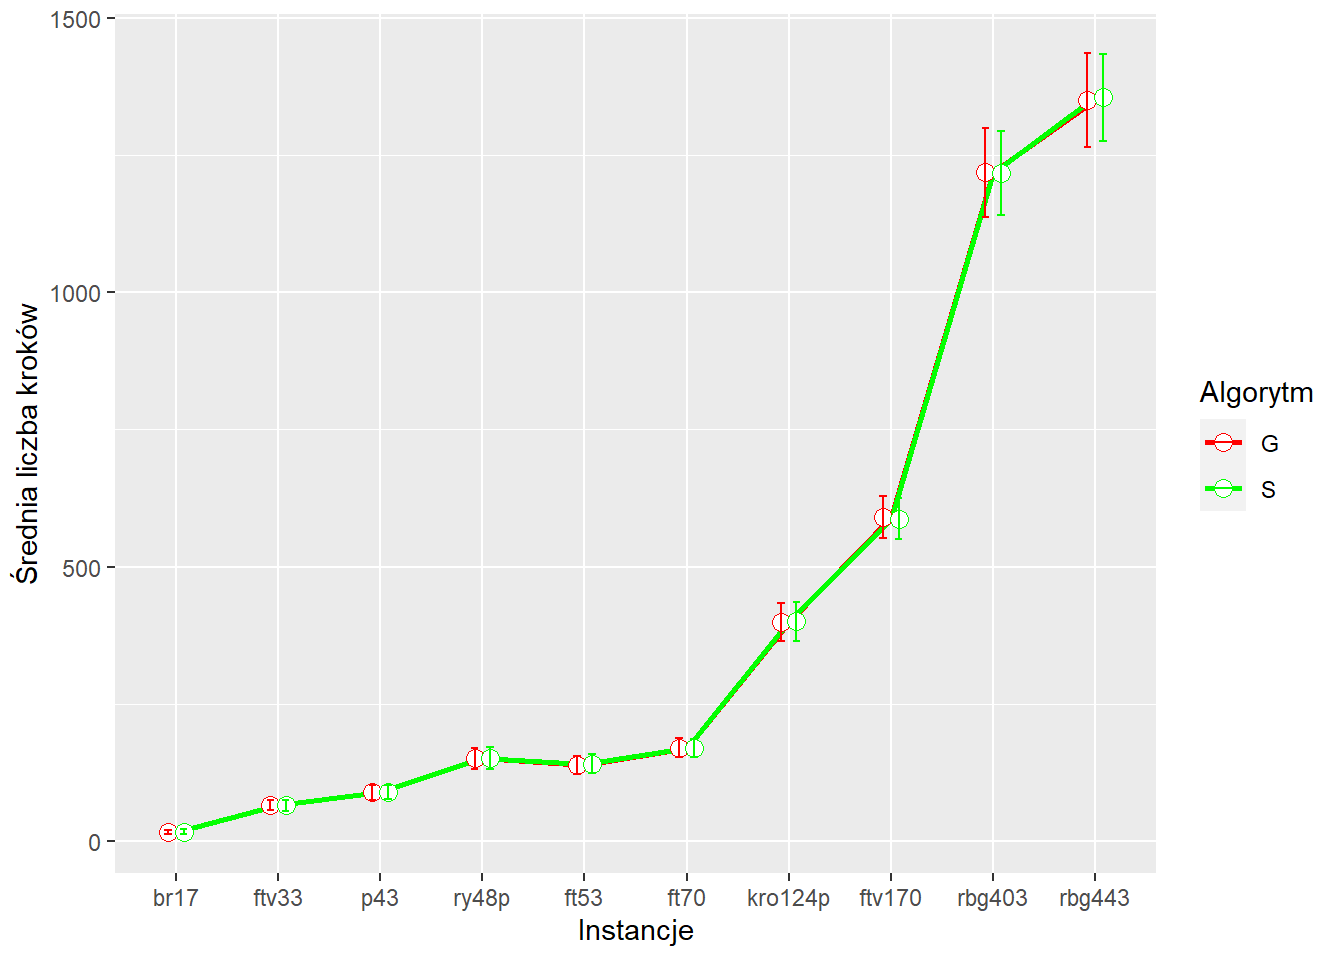 1500
1000
500
0
Średnia liczba kroków
br17 ftv33 p43 ry48p ft53 ft70 kro124p ftv170 rbg403 rbg443
Instancje
Algorytm
G
S